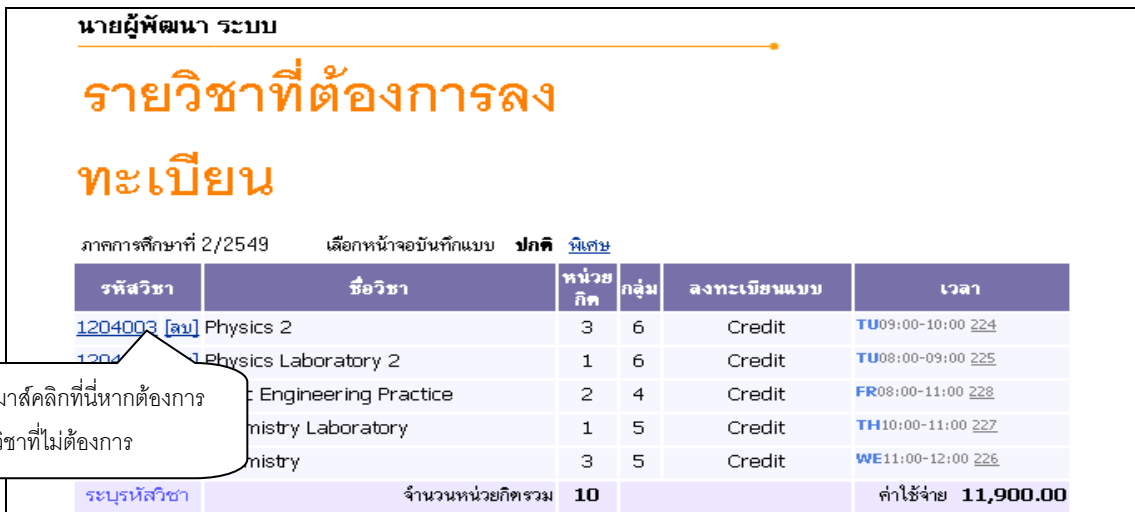 นายผู้พัฒนา ระบบ
รายวิชาที่ต้องการลง
ทะเบียน
ภาคการศึกษาที่ 2/2549 เลือกหน้าจอบันทึกแบบ ปกติ พิเศษ
รหัสวิชา ชื่อวิชา หน่วยกิต กลุ่ม ลงทะเบียนแบบ เวลา
1204003 [ลบ] Physics 2 3 6 Credit TU09:00-10:00 224
Physics Laboratory 2 1 6 Credit TU08:00-09:00 225
Engineering Practice 2 4 Credit FR08:00-11:00 228
Laboratory 1 5 Credit TH10:00-11:00 227
3 5 Credit WE11:00-12:00 226
มาส์คลิกที่นี่หากต้องการ
วิชาที่ไม่ต้องการ
ระบุรหัสวิชา จำนวนหน่วยกิตรวม 10 ค่าใช้จ่าย 11,900.00